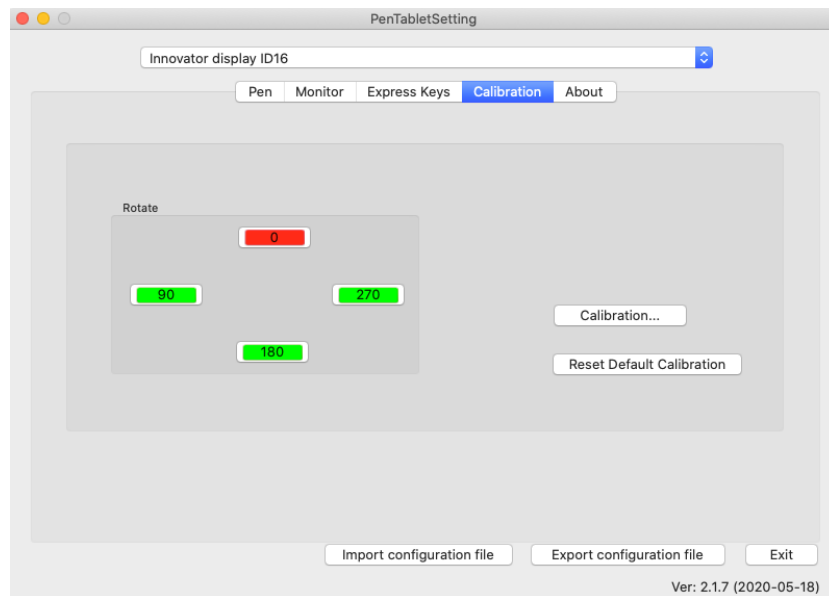 PenTabletSetting
Innovator display ID16
Pen Monitor Express Keys Calibration About
Rotate
0
90 270
180
Calibration...
Reset Default Calibration
Import configuration file Export configuration file Exit
Ver: 2.1.7 (2020-05-18)